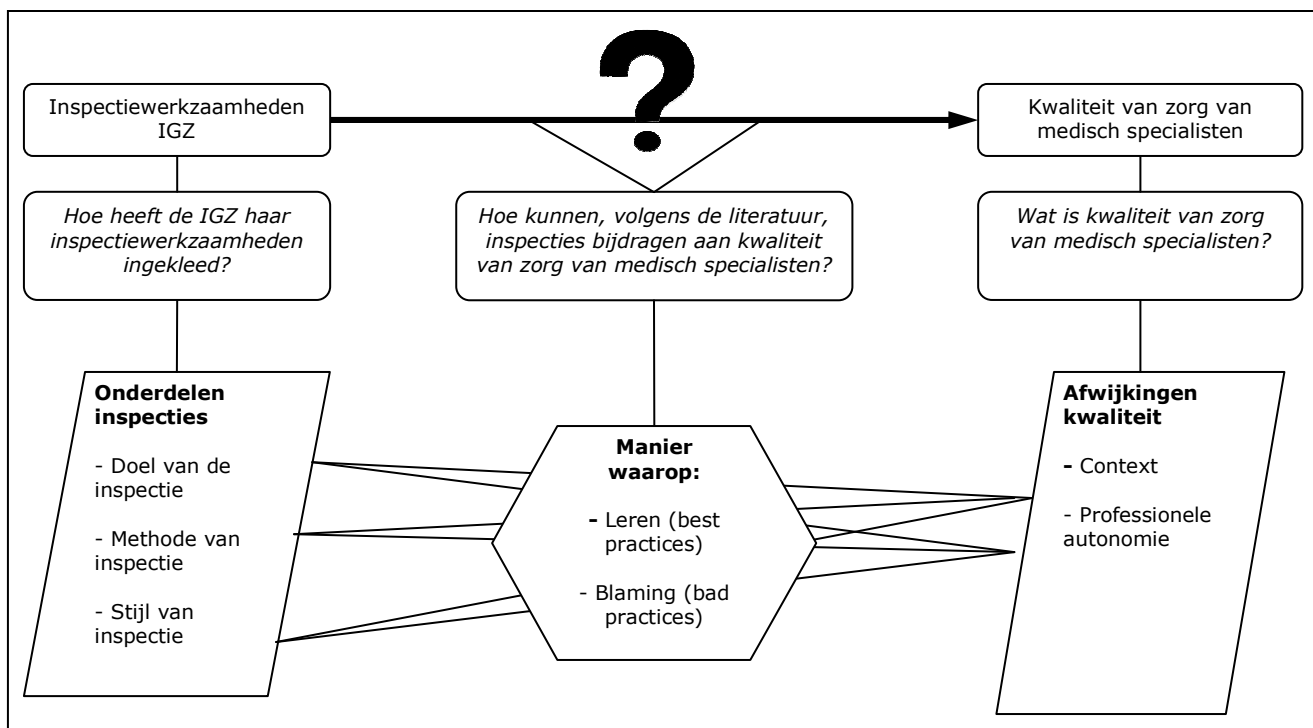 ?
Inspectiewerkzaamheden
IGZ
Kwaliteit van zorg van
medisch specialisten
Hoe heeft de IGZ haar
inspectiewerkzaamheden
ingekleed?
Hoe kunnen, volgens de literatuur,
inspecties bijdragen aan kwaliteit
van zorg van medisch specialisten?
Wat is kwaliteit van zorg
van medisch specialisten?
Onderdelen
inspecties
- Doel van de
inspectie
- Methode van
inspectie
- Stijl van
inspectie
Manier
waarop:
- Leren (best
practices)
- Blaming (bad
practices)
Afwijkingen
kwaliteit
- Context
- Professionele
autonomie